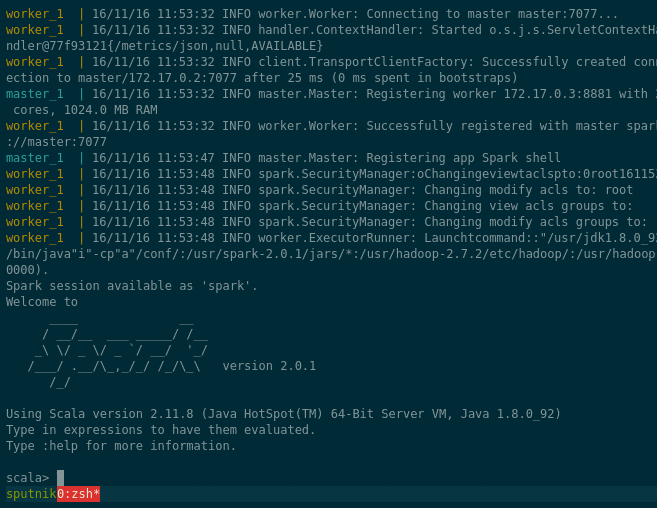 worker_1  | 16/11/16 11:53:32 INFO worker.Worker: Connecting to master master:7077...
worker_1  | 16/11/16 11:53:32 INFO handler.ContextHandler: Started o.s.j.s.ServletContextHa
ndler@77f93121{/metrics/json,null,AVAILABLE}
worker_1  | 16/11/16 11:53:32 INFO client.TransportClientFactory: Successfully created conn
ection to master/172.17.0.2:7077 after 25 ms (0 ms spent in bootstraps)
master_1  | 16/11/16 11:53:32 INFO master.Master: Registering worker 172.17.0.3:8881 with
 cores, 1024.0 MB RAM
worker_1  | 16/11/16 11:53:32 INFO worker.Worker: Successfully registered with master spark
://master:7077
master_1  | 16/11/16 11:53:47 INFO master.Master: Registering app Spark shell
worker_1  | 16/11/16 11:53:48 INFO spark.SecurityManager:oChangingeviewtaclspto:0root16115
worker_1  | 16/11/16 11:53:48 INFO spark.SecurityManager: Changing modify acls to: root
worker_1  | 16/11/16 11:53:48 INFO spark.SecurityManager: Changing view acls groups to:
worker_1  | 16/11/16 11:53:48 INFO spark.SecurityManager: Changing modify acls groups to:
worker_1  | 16/11/16 11:53:48 INFO worker.ExecutorRunner: Launchtcommand::"/usr/jdk1.8.0_92
/bin/java"i"-cp"a"/conf/:/usr/spark-2.0.1/jars/*:/usr/hadoop-2.7.2/etc/hadoop/:/usr/hadoop
0000).
Spark session available as 'spark'.
Welcome to
      ____              __
     / __/__  ___ _____/ /__
    _\ \/ _ \/ _ `/ __/  '_/
   /___/ .__/\_,_/_/ /_/\_\   version 2.0.1
      /_/
Using Scala version 2.11.8 (Java HotSpot(TM) 64-Bit Server VM, Java 1.8.0_92)
Type in expressions to have them evaluated.
Type :help for more information.
scala>
sputnik0:zsh*